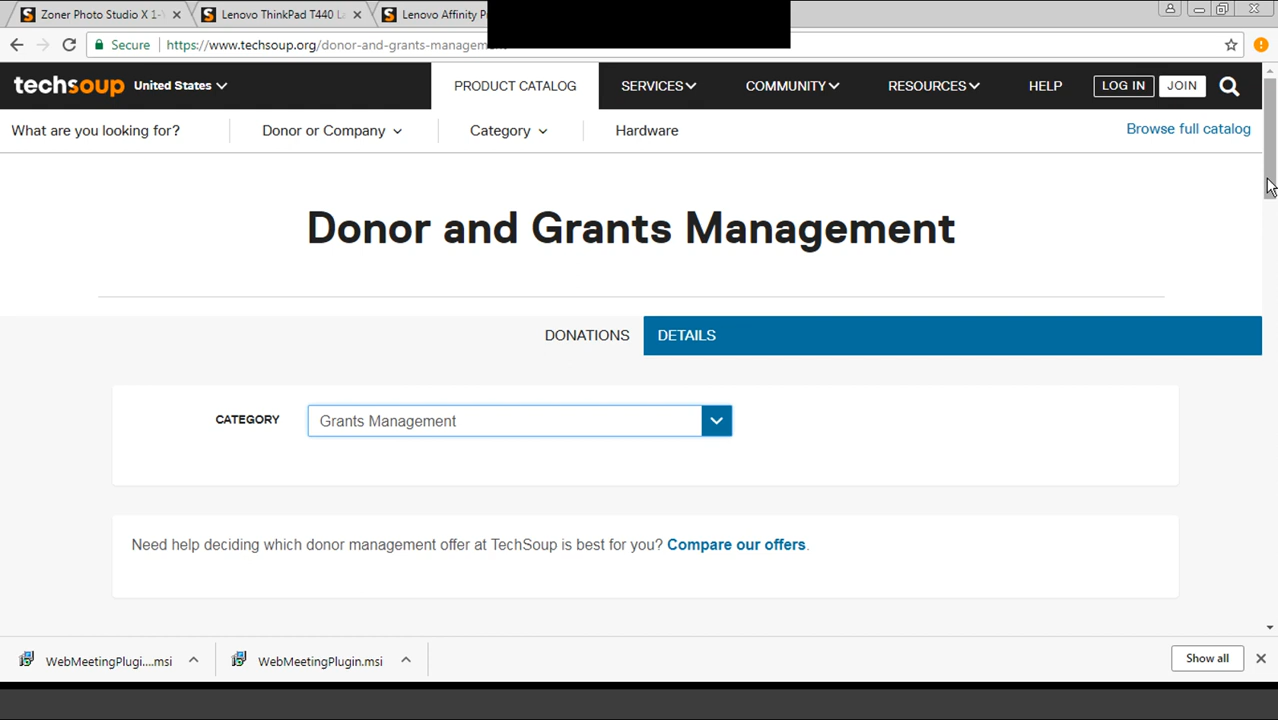 Zoner Photo Studio X 1-
Lenovo ThinkPad T440 L
Lenovo Affinity P
Secure https://www.techsoup.org/donor-and-grants-management
techsoup United States PRODUCT CATALOG SERVICES COMMUNITY RESOURCES HELP LOG IN JOIN
What are you looking for? Donor or Company Category Hardware Browse full catalog
Donor and Grants Management
DONATIONS DETAILS
CATEGORY Grants Management
Need help deciding which donor management offer at TechSoup is best for you? Compare our offers.
WebMeetingPlugi....msi WebMeetingPlugin.msi Show all